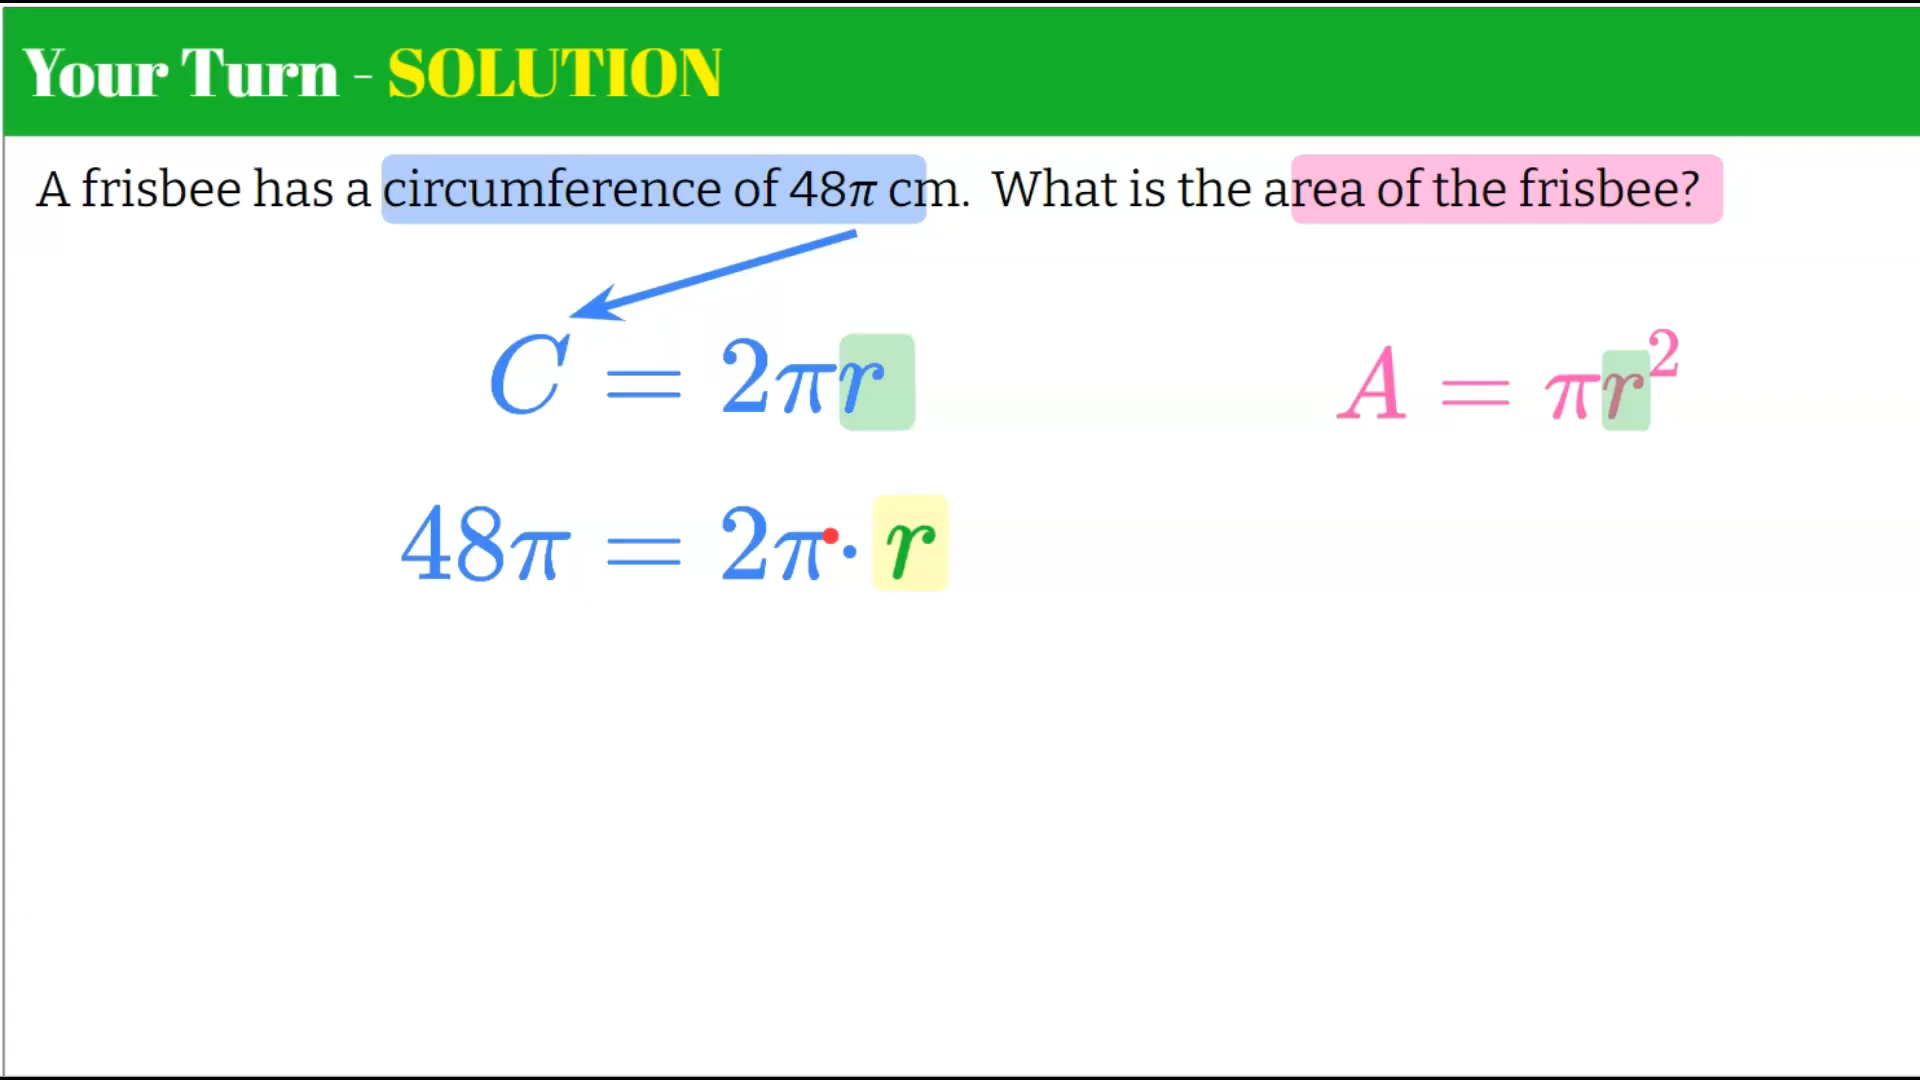 Your Turn - SOLUTION
A frisbee has a circumference of 48π cm. What is the area of the frisbee?
C = 2πr
A = πr²
48π = 2π· r